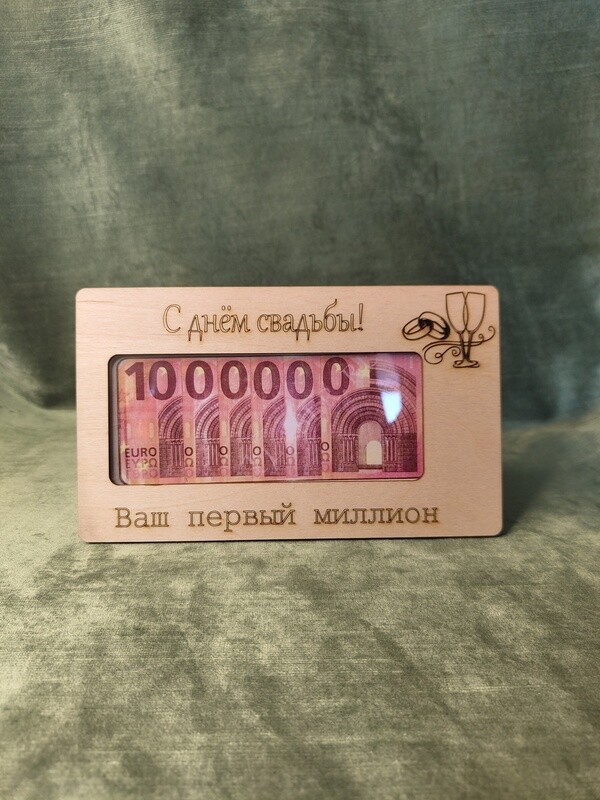 С днём свадьбы!
1000000
EURO
ΕΥΡΩ
Ваш первый миллион